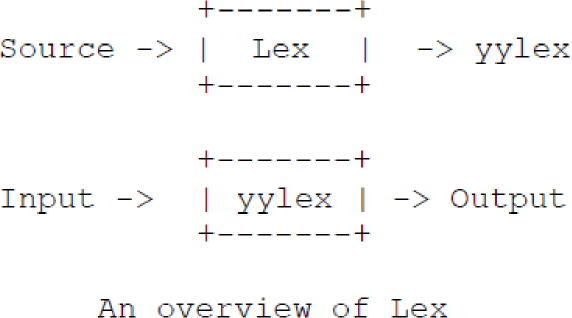 +-------+
Source -> | Lex | -> yylex
+-------+
+-------+
Input -> | yylex | -> Output
+-------+
An overview of Lex